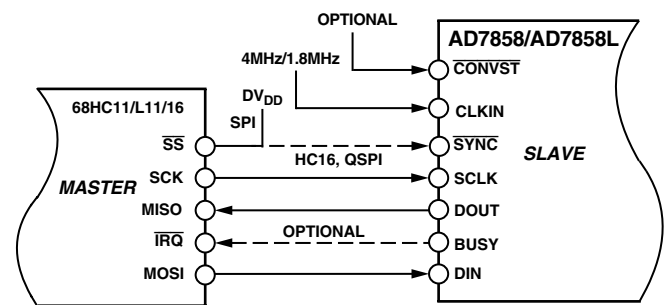 OPTIONAL
AD7858/AD7858L
4MHz/1.8MHz
CONVST
DVDD
68HC11/L11/16
SPI
CLKIN
SS
SYNC
HC16, QSPI
SLAVE
MASTER
SCK
SCLK
MISO
DOUT
OPTIONAL
IRQ
BUSY
MOSI
DIN